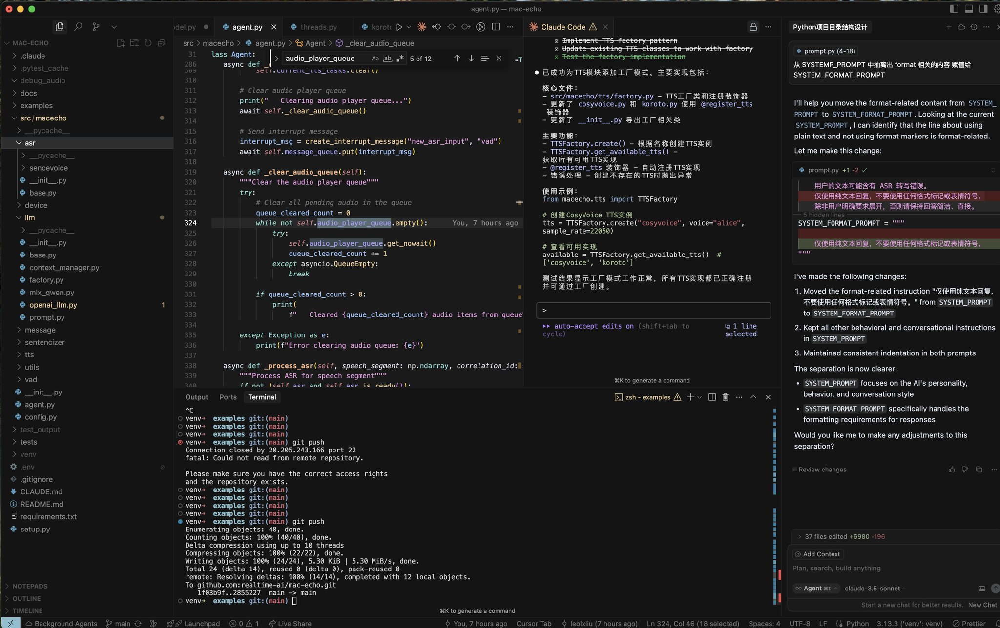 agent.py — mac-echo
MAC-ECHO
.claude
.pytest_cache
debug_audio
docs
examples
src/macecho
__pycache__
asr
__pycache__
sencevoice
__init__.py
base.py
device
llm
__pycache__
__init__.py
base.py
context_manager.py
factory.py
mlx_qwen.py
openai_llm.py 1
prompt.py
message
sentencizer
tts
utils
vad
__init__.py
agent.py
config.py
test_output
tests
venv
.env
.gitignore
CLAUDE.md
README.md
requirements.txt
setup.py
NOTEPADS
OUTLINE
TIMELINE
del.py
agent.py
threads.py
koroto
src > macecho > agent.py > Agent > _clear_audio_queue
audio_player_queue Aa ab 5 of 12
31 lass Agent:
286 async def
309 self.current_tts_tasks.clear()
310
311 # Clear audio player queue
312 print("   Clearing audio player queue...")
313 await self._clear_audio_queue()
314
315 # Send interrupt message
316 interrupt_msg = create_interrupt_message("new_asr_input", "vad")
317 await self.message_queue.put(interrupt_msg)
318
319 async def _clear_audio_queue(self):
320 """Clear the audio player queue"""
321 try:
322 # Clear all pending audio in the queue
323 queue_cleared_count = 0
324 while not self.audio_player_queue.empty(): You, 7 hours ago
325 try:
326 self.audio_player_queue.get_nowait()
327 queue_cleared_count += 1
328 except asyncio.QueueEmpty:
329 break
330
331 if queue_cleared_count > 0:
332 print(
333 f"   Cleared {queue_cleared_count} audio items from queue"
334
335 except Exception as e:
336 print(f"Error clearing audio queue: {e}")
337
338 async def _process_asr(self, speech_segment: np.ndarray, correlation_id:
339 """Process ASR for speech segment"""
340 if not (self.asr and self.asr.is_ready()):
Claude Code
Implement TTS factory pattern
Update existing TTS classes to work with factory
Test the factory implementation
已成功为TTS模块添加工厂模式。主要实现包括：
核心文件：
- src/macecho/tts/factory.py - TTS工厂类和注册装饰器
- 更新了 cosyvoice.py 和 koroto.py 使用 @register_tts
装饰器
- 更新了 __init__.py 导出工厂相关类
主要功能：
- TTSFactory.create() - 根据名称创建TTS实例
- TTSFactory.get_available_tts() -
获取所有可用TTS实现
- @register_tts 装饰器 - 自动注册TTS实现
- 错误处理 - 创建不存在的TTS时抛出异常
使用示例：
from macecho.tts import TTSFactory
# 创建CosyVoice TTS实例
tts = TTSFactory.create("cosyvoice", voice="alice",
sample_rate=22050)
# 查看可用实现
available = TTSFactory.get_available_tts()  #
['cosyvoice', 'koroto']
测试结果显示工厂模式工作正常，所有TTS实现都已正确注册
并可通过工厂创建。
>
auto-accept edits on (shift+tab to 1 line
cycle) selected
⌘K to generate a command
Output Ports Terminal zsh - examples
^C
venv→ examples git:(main)
venv→ examples git:(main)
venv→ examples git:(main)
venv→ examples git:(main) git push
Connection closed by 20.205.243.166 port 22
fatal: Could not read from remote repository.
Please make sure you have the correct access rights
and the repository exists.
venv→ examples git:(main)
venv→ examples git:(main)
venv→ examples git:(main)
venv→ examples git:(main)
venv→ examples git:(main) git push
Enumerating objects: 40, done.
Counting objects: 100% (40/40), done.
Delta compression using up to 10 threads
Compressing objects: 100% (22/22), done.
Writing objects: 100% (24/24), 5.30 KiB | 5.30 MiB/s, done.
Total 24 (delta 14), reused 0 (delta 0), pack-reused 0
remote: Resolving deltas: 100% (14/14), completed with 12 local objects.
To github.com:realtime-ai/mac-echo.git
1f03b9f..2855227  main -> main
venv→ examples git:(main)
⌘K to generate a command
Python项目目录结构设计
prompt.py (4-18)
从 SYSTEMP_PROMPT 中抽离出 format 相关的内容 赋值给
SYSTEM_FORMAT_PROMPT
I'll help you move the format-related content from SYSTEM_
PROMPT to SYSTEM_FORMAT_PROMPT. Looking at the current
SYSTEM_PROMPT, I can identify that the line about using
plain text and not using format markers is format-related.
Let me make this change:
prompt.py +1 -2 ✓
用户的文本可能含有 ASR 转写错误。
仅使用纯文本回复，不要使用任何格式标记或表情符号。
除非用户明确要求展开，否则请保持回答简洁、直接。
5 hidden lines
SYSTEM_FORMAT_PROMPT = """
仅使用纯文本回复，不要使用任何格式标记或表情符号。
"""
I've made the following changes:
1. Moved the format-related instruction "仅使用纯文本回复，
不要使用任何格式标记或表情符号。" from SYSTEM_PROMPT
to SYSTEM_FORMAT_PROMPT
2. Kept all other behavioral and conversational instructions
in SYSTEM_PROMPT
3. Maintained consistent indentation in both prompts
The separation is now clearer:
• SYSTEM_PROMPT focuses on the AI's personality,
behavior, and conversation style
• SYSTEM_FORMAT_PROMPT specifically handles the
formatting requirements for responses
Would you like me to make any adjustments to this
separation?
Review changes
37 files edited +6980 -196
@ Add Context
Plan, search, build anything
∞ Agent ⌘I claude-3.5-sonnet
Start a new chat for better results. New Chat
Background Agents main Launchpad 0 1 Live Share You, 7 hours ago Cursor Tab leolxliu (7 hours ago) Ln 324, Col 46 (18 selected) Spaces: 4 UTF-8 LF Python 3.13.3 ('venv': venv) Prettier